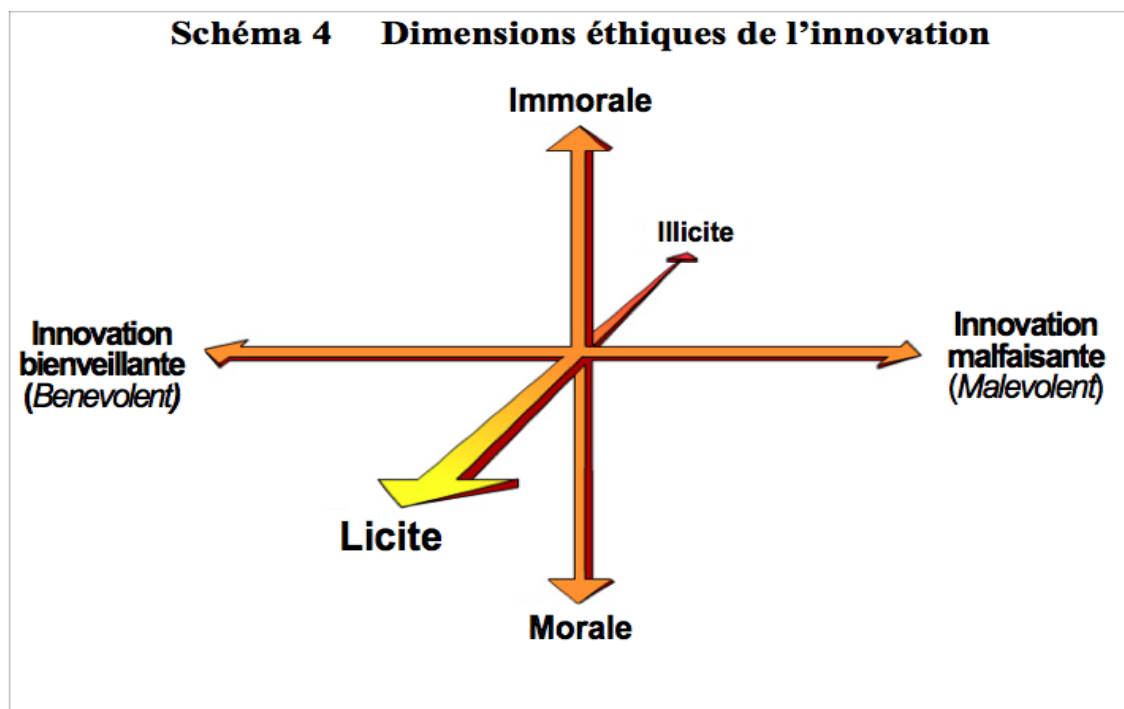 Schéma 4 Dimensions éthiques de l’innovation
Immorale
Illicite
Innovation
bienveillante
(Benevolent)
Innovation
malfaisante
(Malevolent)
Licite
Morale